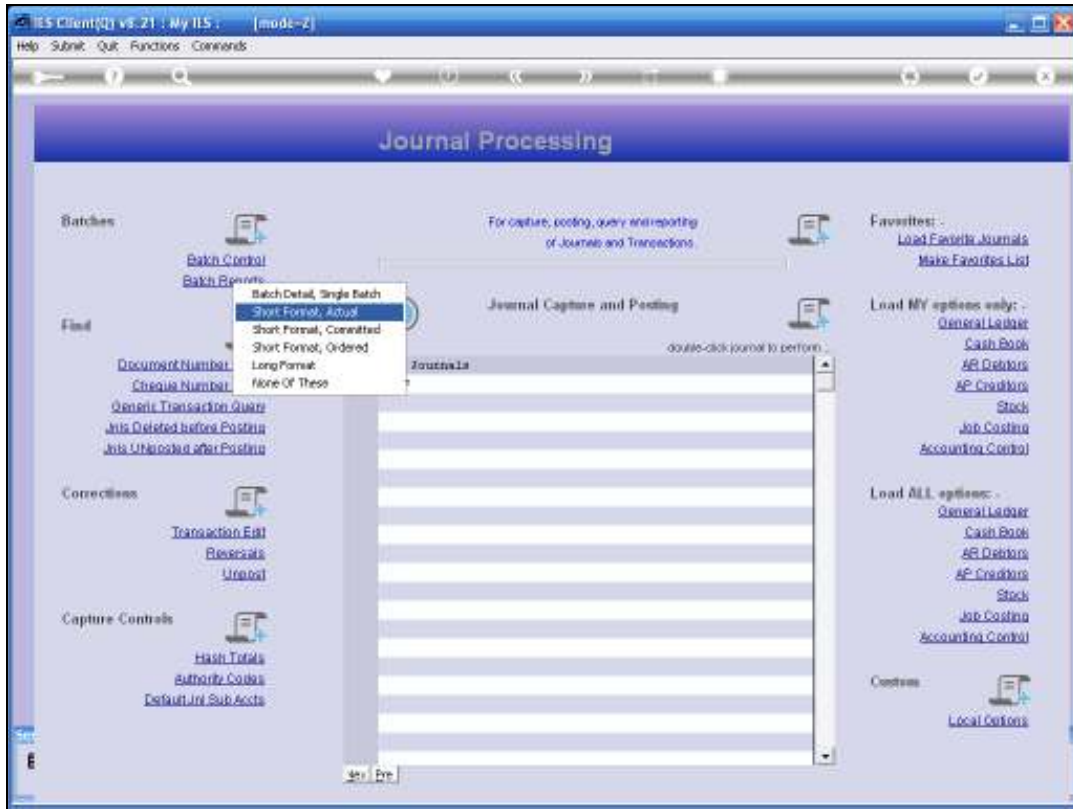 IES Client(Q) v8.21 : My IES : [mode=2]
Help Submit Quit Functions Commands
Journal Processing
Batches
Batch Control
Batch Reports
Batch Detail, Single Batch
Short Format, Actual
Short Format, Committed
Short Format, Ordered
Long Format
None Of These
Find
Document Number
Cheque Number
Generic Transaction Query
Jnls Deleted before Posting
Jnls UNposted after Posting
Corrections
Transaction Edit
Reversals
Unpost
Capture Controls
Hash Totals
Authority Codes
Default Jnl Sub Accts
For capture, posting, query and reporting
of Journals and Transactions.
Journal Capture and Posting
double-click journal to perform :
Journals
Nex Pre
Favorites: -
Load Favorite Journals
Make Favorites List
Load MY options only: -
General Ledger
Cash Book
AR Debtors
AP Creditors
Stock
Job Costing
Accounting Control
Load ALL options: -
General Ledger
Cash Book
AR Debtors
AP Creditors
Stock
Job Costing
Accounting Control
Custom
Local Options